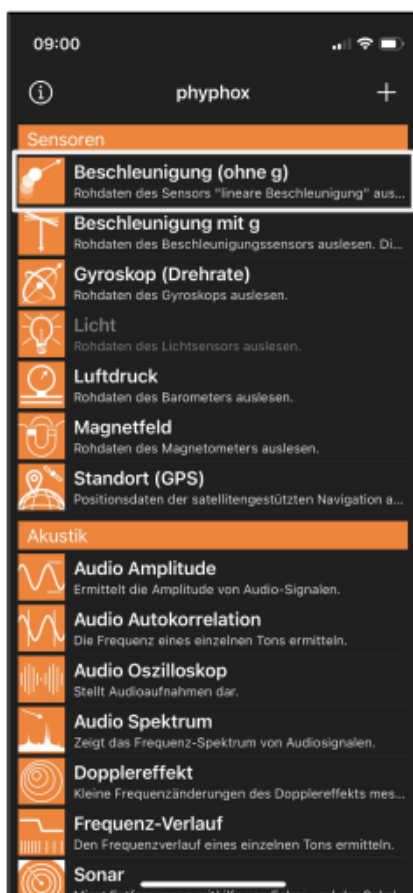 09:00
phyphox
Sensoren
Beschleunigung (ohne g)
Rohdaten des Sensors "lineare Beschleunigung" aus...
Beschleunigung mit g
Rohdaten des Beschleunigungssensors auslesen. Di...
Gyroskop (Drehrate)
Rohdaten des Gyroskops auslesen.
Licht
Rohdaten des Lichtsensors auslesen.
Luftdruck
Rohdaten des Barometers auslesen.
Magnetfeld
Rohdaten des Magnetometers auslesen.
Standort (GPS)
Positionsdaten der satellitengestützten Navigation a...
Akustik
Audio Amplitude
Ermittelt die Amplitude von Audio-Signalen.
Audio Autokorrelation
Die Frequenz eines einzelnen Tons ermitteln.
Audio Oszilloskop
Stellt Audioaufnahmen dar.
Audio Spektrum
Zeigt das Frequenz-Spektrum von Audiosignalen.
Dopplereffekt
Kleine Frequenzänderungen des Dopplereffekts mes...
Frequenz-Verlauf
Den Frequenzverlauf eines einzelnen Tons ermitteln.
Sonar